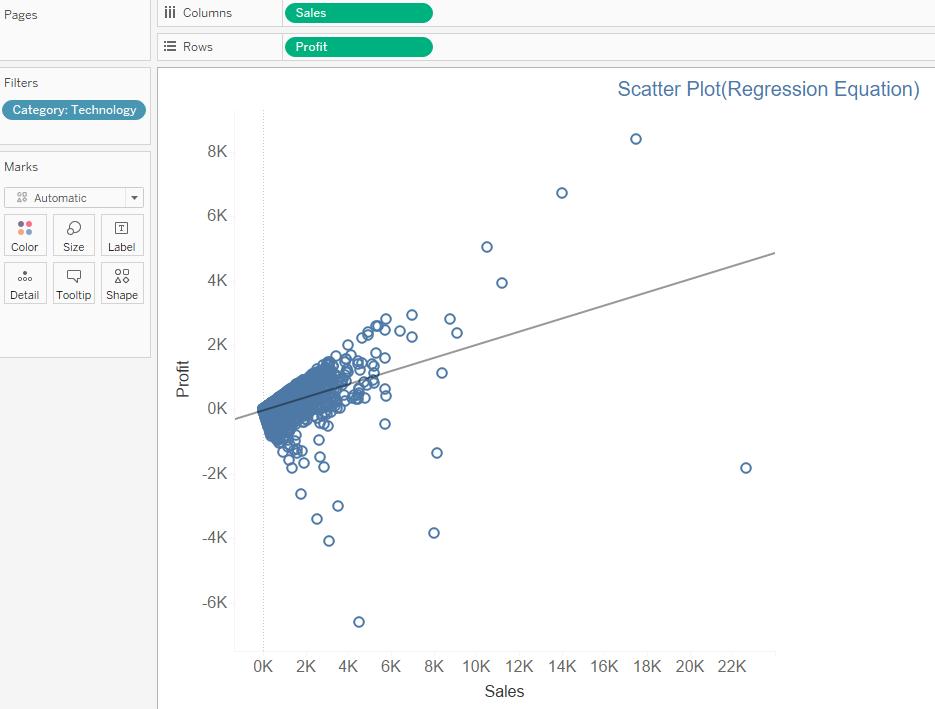 Pages
Columns
Sales
Rows
Profit
Filters
Category: Technology
Marks
Automatic
Color
Size
Label
Detail
Tooltip
Shape
Scatter Plot(Regression Equation)
8K
6K
4K
2K
0K
-2K
-4K
-6K
Profit
0K 2K 4K 6K 8K 10K 12K 14K 16K 18K 20K 22K
Sales